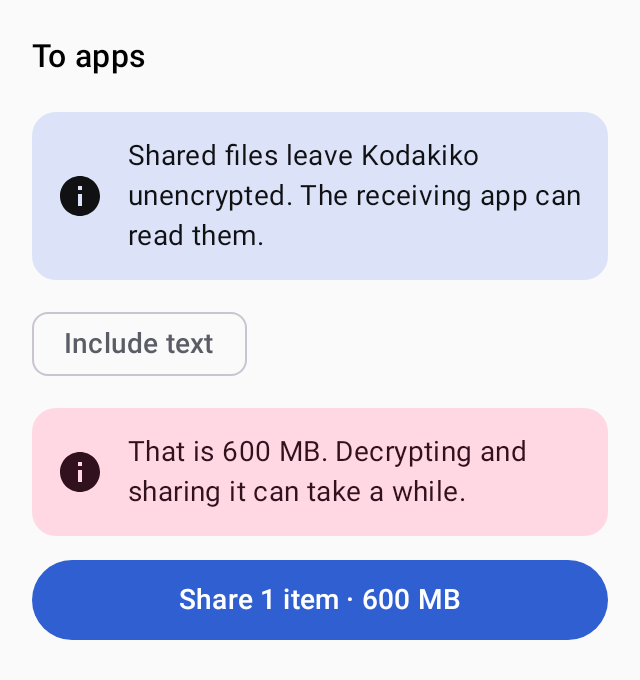 To apps
Shared files leave Kodakiko
unencrypted. The receiving app can
read them.
Include text
That is 600 MB. Decrypting and
sharing it can take a while.
Share 1 item · 600 MB